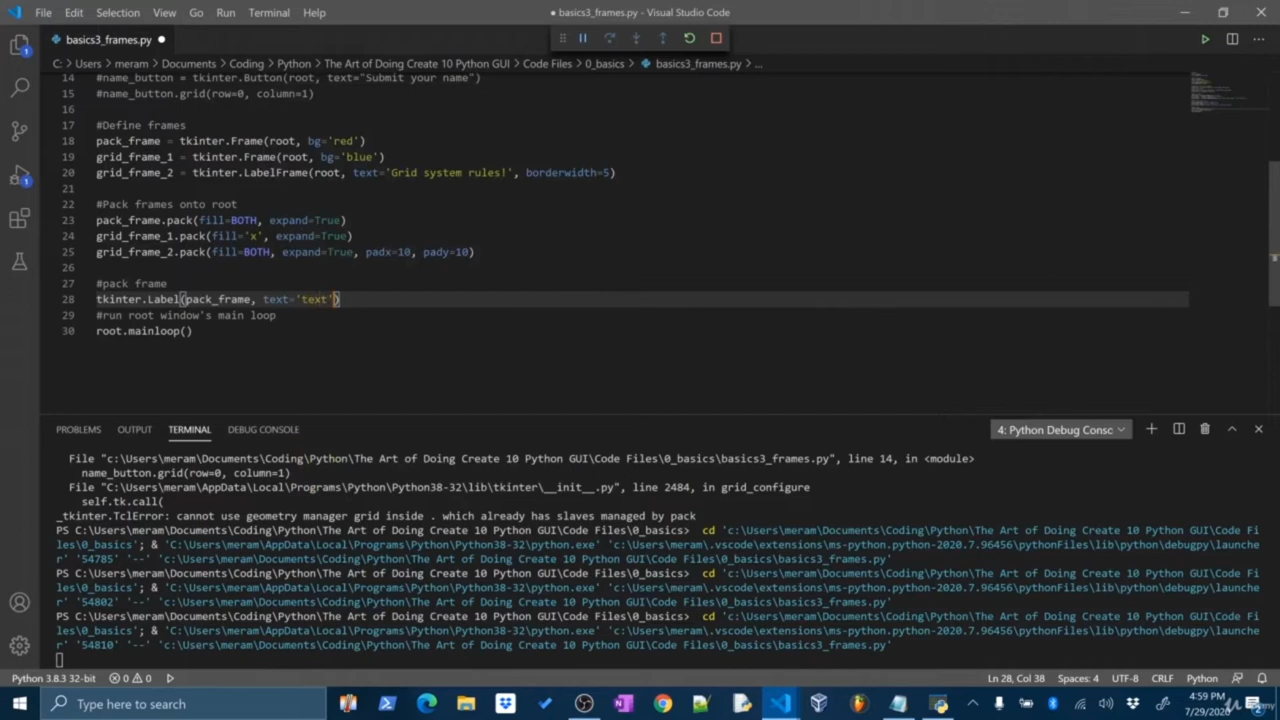 File Edit Selection View Go Run Terminal Help
● basics3_frames.py - Visual Studio Code
basics3_frames.py ●
C: > Users > meram > Documents > Coding > Python > The Art of Doing Create 10 Python GUI > Code Files > 0_basics > basics3_frames.py > ...
14 #name_button = tkinter.Button(root, text="Submit your name")
15 #name_button.grid(row=0, column=1)
16
17 #Define frames
18 pack_frame = tkinter.Frame(root, bg='red')
19 grid_frame_1 = tkinter.Frame(root, bg='blue')
20 grid_frame_2 = tkinter.LabelFrame(root, text='Grid system rules!', borderwidth=5)
21
22 #Pack frames onto root
23 pack_frame.pack(fill=BOTH, expand=True)
24 grid_frame_1.pack(fill='x', expand=True)
25 grid_frame_2.pack(fill=BOTH, expand=True, padx=10, pady=10)
26
27 #pack frame
28 tkinter.Label(pack_frame, text='text')
29 #run root window's main loop
30 root.mainloop()
PROBLEMS OUTPUT TERMINAL DEBUG CONSOLE 4: Python Debug Consc
File "c:\Users\meram\Documents\Coding\Python\The Art of Doing Create 10 Python GUI\Code Files\0_basics\basics3_frames.py", line 14, in <module>
name_button.grid(row=0, column=1)
File "C:\Users\meram\AppData\Local\Programs\Python\Python38-32\lib\tkinter\__init__.py", line 2484, in grid_configure
self.tk.call(
_tkinter.TclError: cannot use geometry manager grid inside . which already has slaves managed by pack
PS C:\Users\meram\Documents\Coding\Python\The Art of Doing Create 10 Python GUI\Code Files\0_basics> cd 'c:\Users\meram\Documents\Coding\Python\The Art of Doing Create 10 Python GUI\Code Fi
les\0_basics'; & 'C:\Users\meram\AppData\Local\Programs\Python\Python38-32\python.exe' 'c:\Users\meram\.vscode\extensions\ms-python.python-2020.7.96456\pythonFiles\lib\python\debugpy\launche
r' '54785' '--' 'c:\Users\meram\Documents\Coding\Python\The Art of Doing Create 10 Python GUI\Code Files\0_basics\basics3_frames.py'
PS C:\Users\meram\Documents\Coding\Python\The Art of Doing Create 10 Python GUI\Code Files\0_basics> cd 'c:\Users\meram\Documents\Coding\Python\The Art of Doing Create 10 Python GUI\Code Fi
les\0_basics'; & 'C:\Users\meram\AppData\Local\Programs\Python\Python38-32\python.exe' 'c:\Users\meram\.vscode\extensions\ms-python.python-2020.7.96456\pythonFiles\lib\python\debugpy\launche
r' '54802' '--' 'c:\Users\meram\Documents\Coding\Python\The Art of Doing Create 10 Python GUI\Code Files\0_basics\basics3_frames.py'
PS C:\Users\meram\Documents\Coding\Python\The Art of Doing Create 10 Python GUI\Code Files\0_basics> cd 'c:\Users\meram\Documents\Coding\Python\The Art of Doing Create 10 Python GUI\Code Fi
les\0_basics'; & 'C:\Users\meram\AppData\Local\Programs\Python\Python38-32\python.exe' 'c:\Users\meram\.vscode\extensions\ms-python.python-2020.7.96456\pythonFiles\lib\python\debugpy\launche
r' '54810' '--' 'c:\Users\meram\Documents\Coding\Python\The Art of Doing Create 10 Python GUI\Code Files\0_basics\basics3_frames.py'
Python 3.8.3 32-bit 0 0 Ln 28, Col 38 Spaces: 4 UTF-8 CRLF Python
Type here to search
4:59 PM
7/29/2020